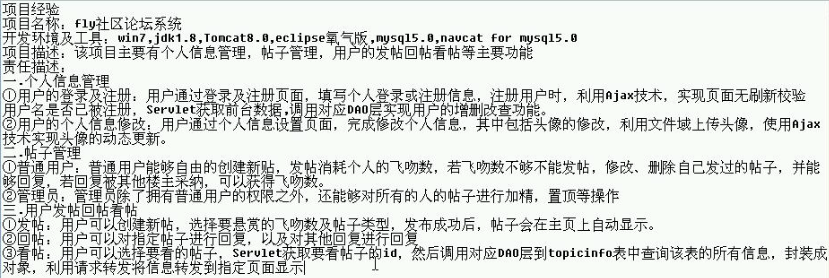 项目经验
项目名称：fly社区论坛系统
开发环境及工具：win7,jdk1.8,Tomcat8.0,eclipse氧气版,mysql5.0,navcat for mysql5.0
项目描述：该项目主要有个人信息管理，帖子管理，用户的发帖回帖看帖等主要功能
责任描述：
一.个人信息管理
①用户的登录及注册：用户通过登录及注册页面，填写个人登录或注册信息，注册用户时，利用Ajax技术，实现页面无刷新校验
用户名是否已被注册，Servlet获取前台数据,调用对应DAO层实现用户的增删改查功能。
②用户的个人信息修改：用户通过个人信息设置页面，完成修改个人信息，其中包括头像的修改，利用文件域上传头像，使用Ajax
技术实现头像的动态更新。
二.帖子管理
①普通用户：普通用户能够自由的创建新贴，发帖消耗个人的飞吻数，若飞吻数不够不能发帖，修改、删除自己发过的帖子，并能
够回复，若回复被其他楼主采纳，可以获得飞吻数。
②管理员：管理员除了拥有普通用户的权限之外，还能够对所有的人的帖子进行加精，置顶等操作
三.用户发帖回帖看帖
①发帖：用户可以创建新帖，选择要悬赏的飞吻数及帖子类型，发布成功后，帖子会在主页上自动显示。
②回帖：用户可以对指定帖子进行回复，以及对其他回复进行回复
③看帖：用户可以选择要看的帖子，Servlet获取要看帖子的id，然后调用对应DAO层到topicinfo表中查询该表的所有信息，封装成
对象，利用请求转发将信息转发到指定页面显示